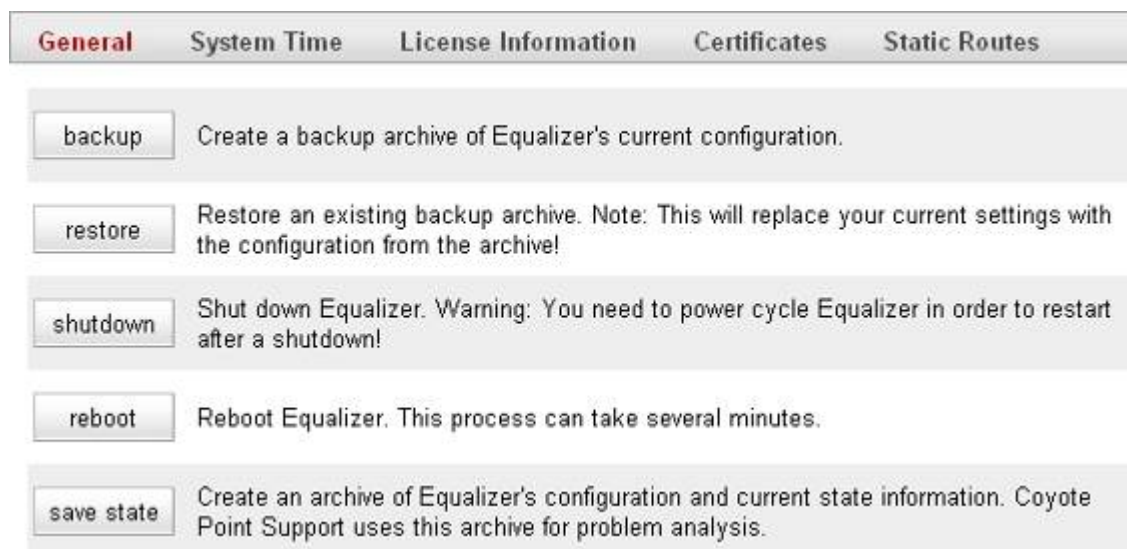 General System Time License Information Certificates Static Routes
backup Create a backup archive of Equalizer's current configuration.
restore Restore an existing backup archive. Note: This will replace your current settings with
the configuration from the archive!
shutdown Shut down Equalizer. Warning: You need to power cycle Equalizer in order to restart
after a shutdown!
reboot Reboot Equalizer. This process can take several minutes.
save state Create an archive of Equalizer's configuration and current state information. Coyote
Point Support uses this archive for problem analysis.